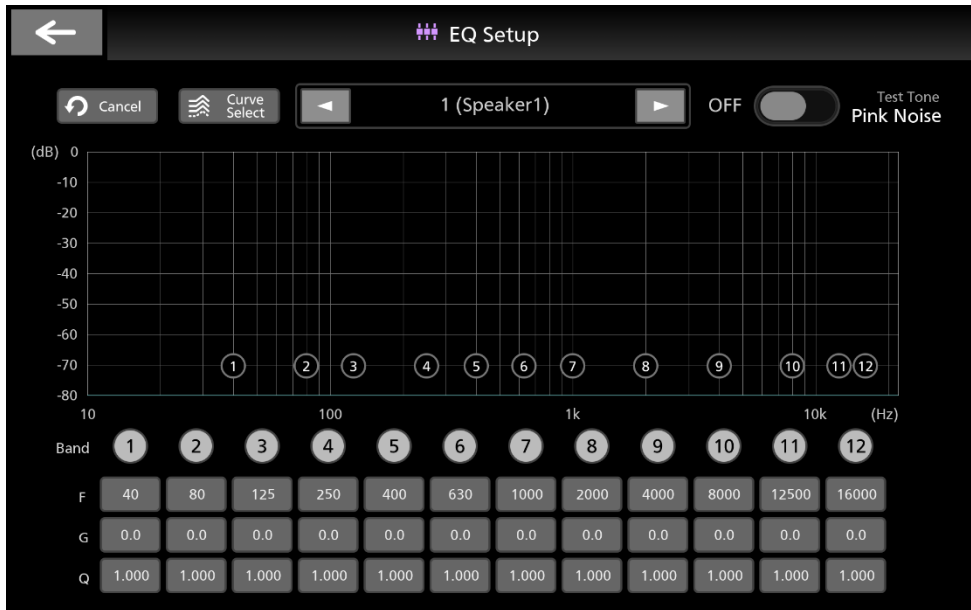 EQ Setup
Cancel
Curve
Select
◄ 1 (Speaker1) ►
OFF
Test Tone
Pink Noise
(dB) 0
-10
-20
-30
-40
-50
-60
-70
-80
1 2 3 4 5 6 7 8 9 10 11 12
10 100 1k 10k (Hz)
Band 1 2 3 4 5 6 7 8 9 10 11 12
F 40 80 125 250 400 630 1000 2000 4000 8000 12500 16000
G 0.0 0.0 0.0 0.0 0.0 0.0 0.0 0.0 0.0 0.0 0.0 0.0
Q 1.000 1.000 1.000 1.000 1.000 1.000 1.000 1.000 1.000 1.000 1.000 1.000